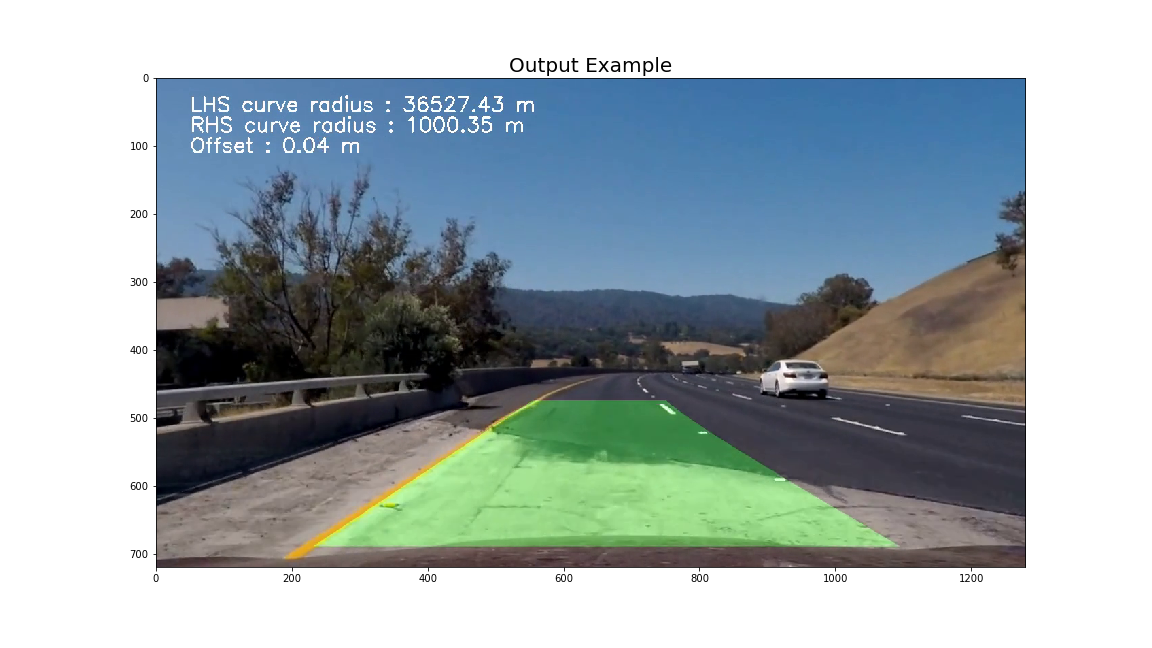 Output Example
LHS curve radius : 36527.43 m
RHS curve radius : 1000.35 m
Offset : 0.04 m
0
100
200
300
400
500
600
700
0 200 400 600 800 1000 1200